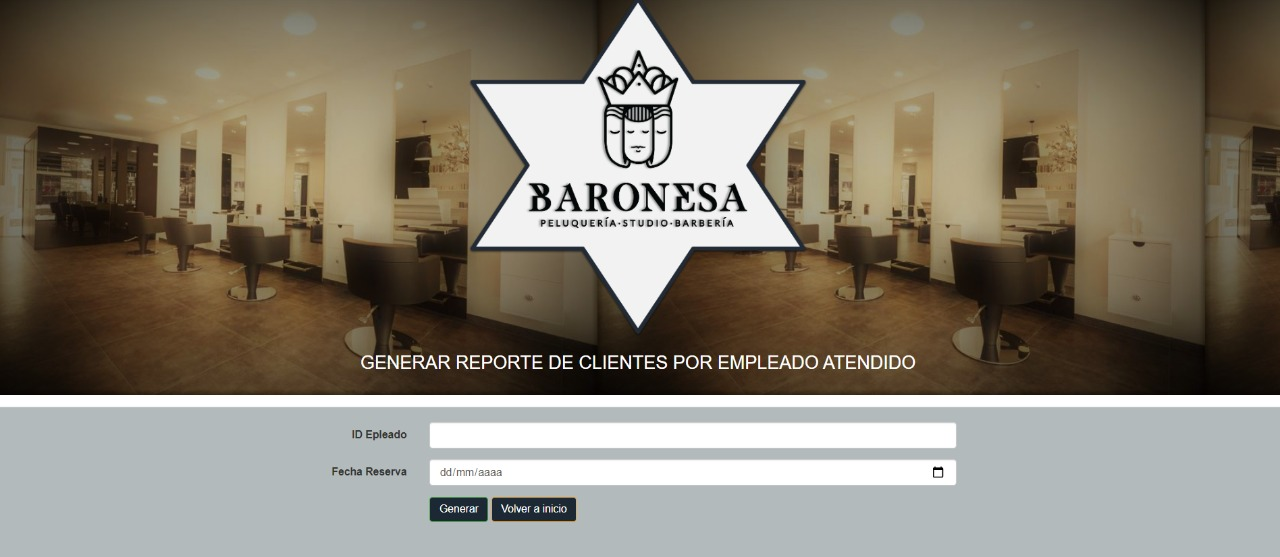 BARONESA
PELUQUERÍA·STUDIO·BARBERÍA
GENERAR REPORTE DE CLIENTES POR EMPLEADO ATENDIDO
ID Epleado
Fecha Reserva dd/mm/aaaa
Generar Volver a inicio